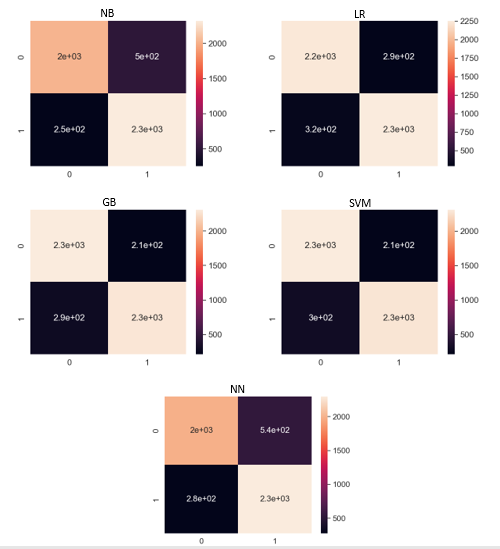 NB
0 2e+03 5e+02 2000
1500
1000
1 2.5e+02 2.3e+03 500
0 1
LR
2250
0 2.2e+03 2.9e+02 2000
1750
1500
1250
1000
1 3.2e+02 2.3e+03 750
500
0 1
GB
0 2.3e+03 2.1e+02 2000
1500
1000
1 2.9e+02 2.3e+03 500
0 1
SVM
0 2.3e+03 2.1e+02 2000
1500
1000
1 3e+02 2.3e+03 500
0 1
NN
0 2e+03 5.4e+02 2000
1500
1000
1 2.8e+02 2.3e+03 500
0 1